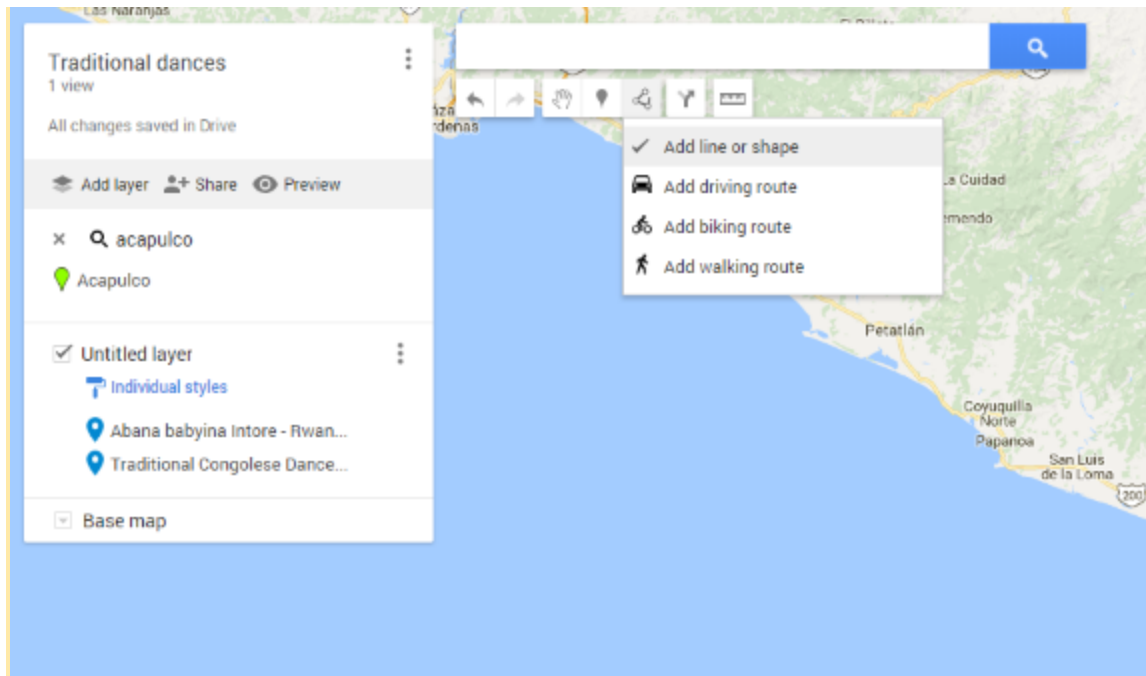 Las Naranjas
Traditional dances
1 view
All changes saved in Drive
Add layer Share Preview
acapulco
Acapulco
Untitled layer
Individual styles
Abana babyina Intore - Rwan...
Traditional Congolese Dance...
Base map
Add line or shape
Add driving route
Add biking route
Add walking route
La Cuidad
Petatlán
Coyuquilla
Norte
Papanoa
San Luis
de la Loma
200